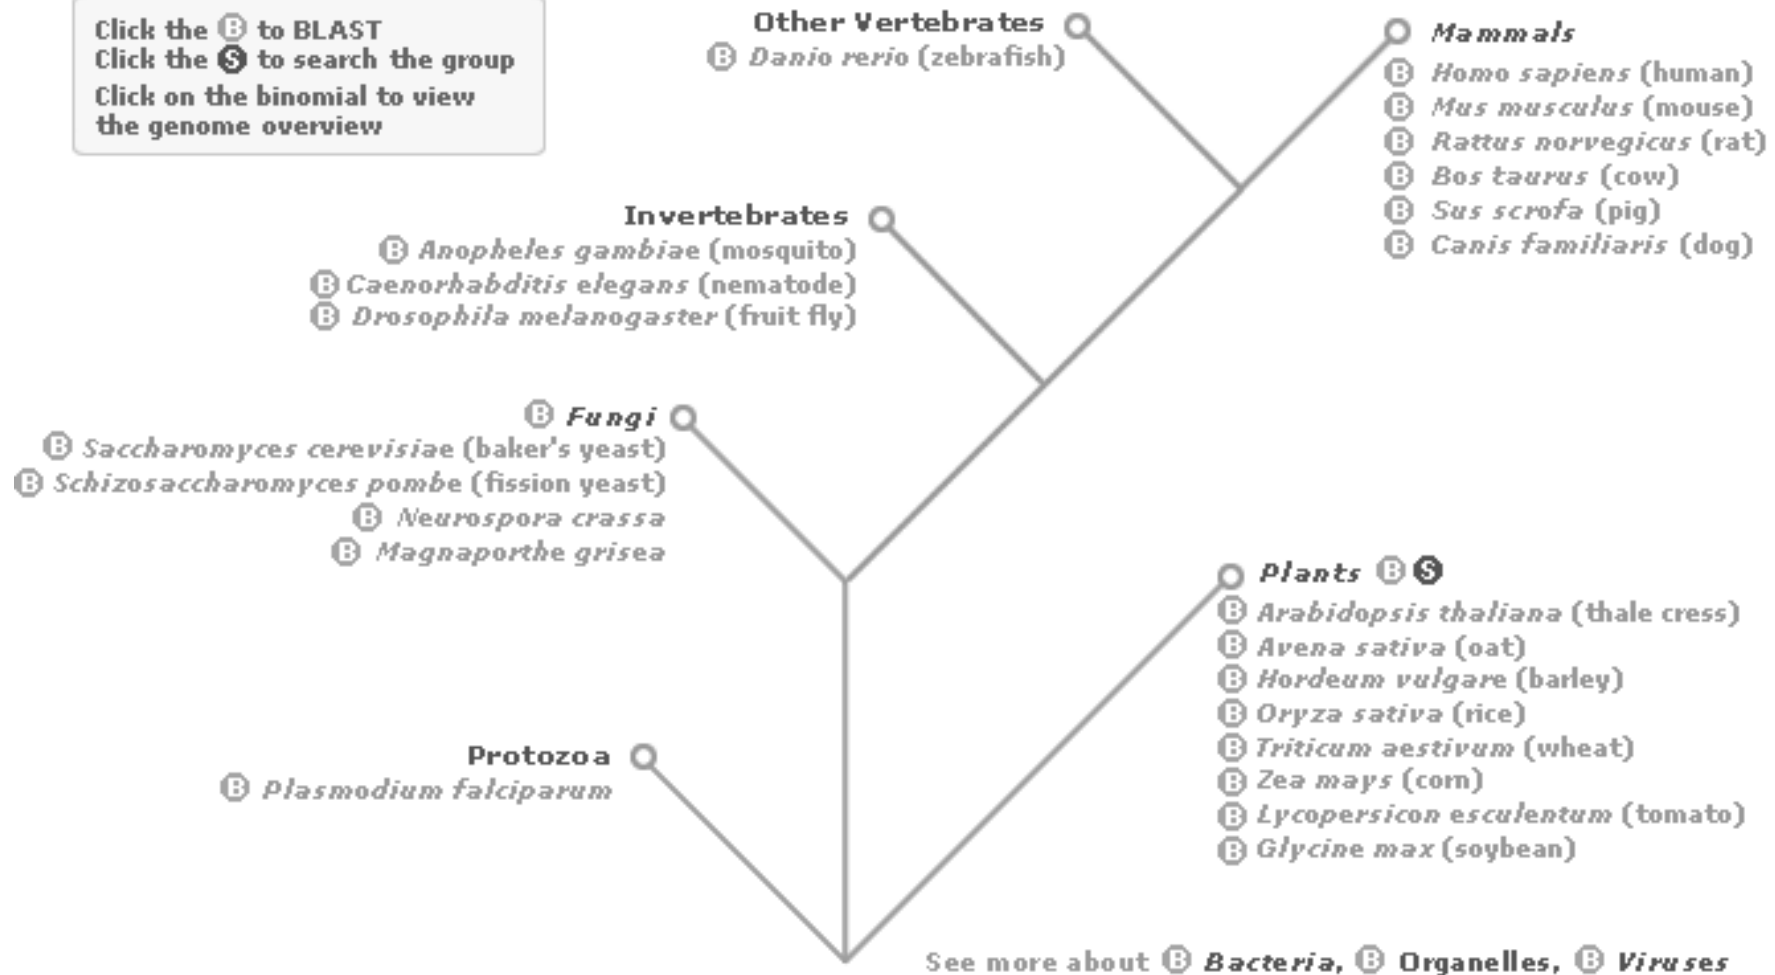 Click the B to BLAST
Click the S to search the group
Click on the binomial to view
the genome overview
Other Vertebrates
B Danio rerio (zebrafish)
Mammals
B Homo sapiens (human)
B Mus musculus (mouse)
B Rattus norvegicus (rat)
B Bos taurus (cow)
B Sus scrofa (pig)
B Canis familiaris (dog)
Invertebrates
B Anopheles gambiae (mosquito)
B Caenorhabditis elegans (nematode)
B Drosophila melanogaster (fruit fly)
B Fungi
B Saccharomyces cerevisiae (baker's yeast)
B Schizosaccharomyces pombe (fission yeast)
B Neurospora crassa
B Magnaporthe grisea
Plants B S
B Arabidopsis thaliana (thale cress)
B Avena sativa (oat)
B Hordeum vulgare (barley)
B Oryza sativa (rice)
B Triticum aestivum (wheat)
B Zea mays (corn)
B Lycopersicon esculentum (tomato)
B Glycine max (soybean)
Protozoa
B Plasmodium falciparum
See more about B Bacteria, B Organelles, B Viruses